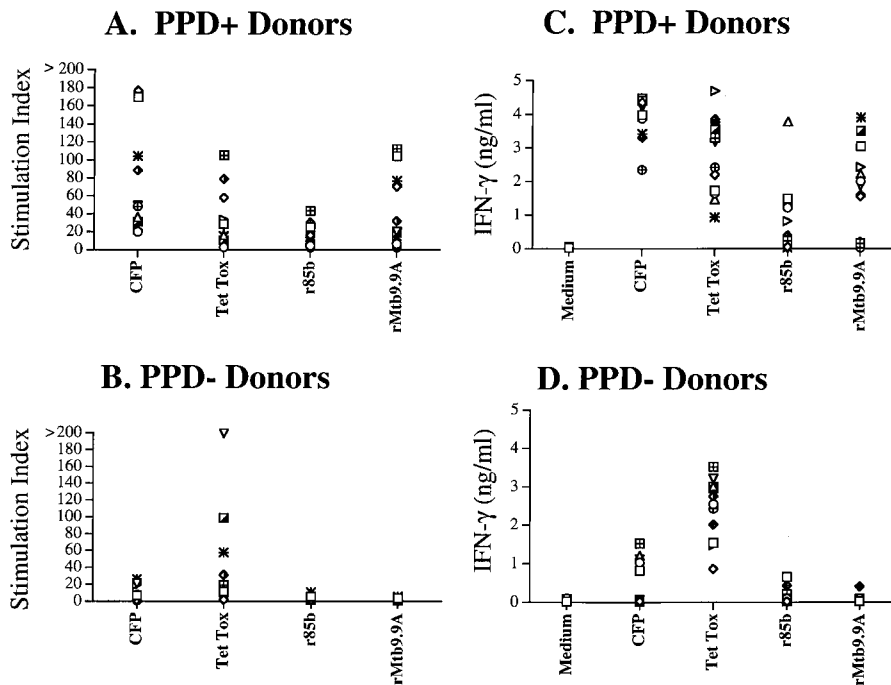 A. PPD+ Donors
Stimulation Index
> 200
180
160
140
120
100
80
60
40
20
0
CFP
Tet Tox
r85b
rMtb9.9A
C. PPD+ Donors
IFN-γ (ng/ml)
5
4
3
2
1
0
Medium
CFP
Tet Tox
r85b
rMtb9.9A
B. PPD- Donors
Stimulation Index
> 200
180
160
140
120
100
80
60
40
20
0
CFP
Tet Tox
r85b
rMtb9.9A
D. PPD- Donors
IFN-γ (ng/ml)
5
4
3
2
1
0
Medium
CFP
Tet Tox
r85b
rMtb9.9A